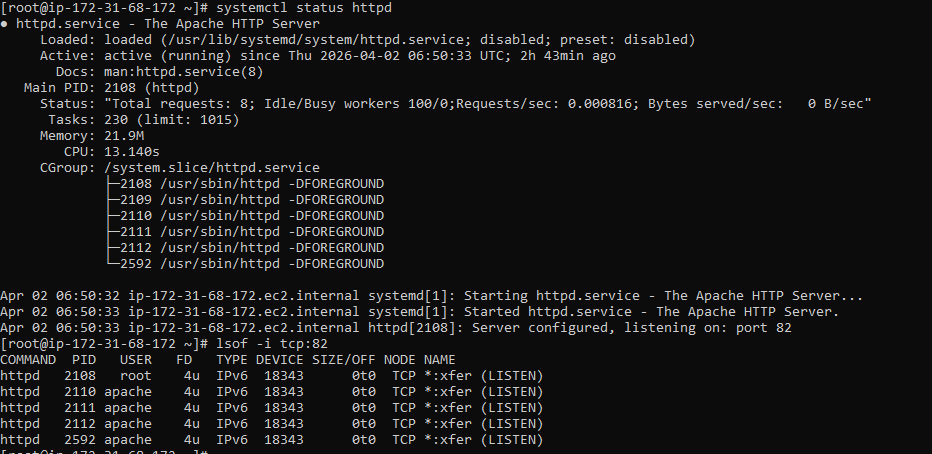 [root@ip-172-31-68-172 ~]# systemctl status httpd
● httpd.service - The Apache HTTP Server
     Loaded: loaded (/usr/lib/systemd/system/httpd.service; disabled; preset: disabled)
     Active: active (running) since Thu 2026-04-02 06:50:33 UTC; 2h 43min ago
       Docs: man:httpd.service(8)
   Main PID: 2108 (httpd)
     Status: "Total requests: 8; Idle/Busy workers 100/0;Requests/sec: 0.000816; Bytes served/sec:   0 B/sec"
      Tasks: 230 (limit: 1015)
     Memory: 21.9M
        CPU: 13.140s
     CGroup: /system.slice/httpd.service
             ├─2108 /usr/sbin/httpd -DFOREGROUND
             ├─2109 /usr/sbin/httpd -DFOREGROUND
             ├─2110 /usr/sbin/httpd -DFOREGROUND
             ├─2111 /usr/sbin/httpd -DFOREGROUND
             ├─2112 /usr/sbin/httpd -DFOREGROUND
             └─2592 /usr/sbin/httpd -DFOREGROUND

Apr 02 06:50:32 ip-172-31-68-172.ec2.internal systemd[1]: Starting httpd.service - The Apache HTTP Server...
Apr 02 06:50:33 ip-172-31-68-172.ec2.internal systemd[1]: Started httpd.service - The Apache HTTP Server.
Apr 02 06:50:33 ip-172-31-68-172.ec2.internal httpd[2108]: Server configured, listening on: port 82
[root@ip-172-31-68-172 ~]# lsof -i tcp:82
COMMAND  PID   USER   FD   TYPE DEVICE SIZE/OFF NODE NAME
httpd   2108   root    4u  IPv6  18343      0t0  TCP *:xfer (LISTEN)
httpd   2110 apache    4u  IPv6  18343      0t0  TCP *:xfer (LISTEN)
httpd   2111 apache    4u  IPv6  18343      0t0  TCP *:xfer (LISTEN)
httpd   2112 apache    4u  IPv6  18343      0t0  TCP *:xfer (LISTEN)
httpd   2592 apache    4u  IPv6  18343      0t0  TCP *:xfer (LISTEN)
[root@ip-172-31-68-172 ~]#